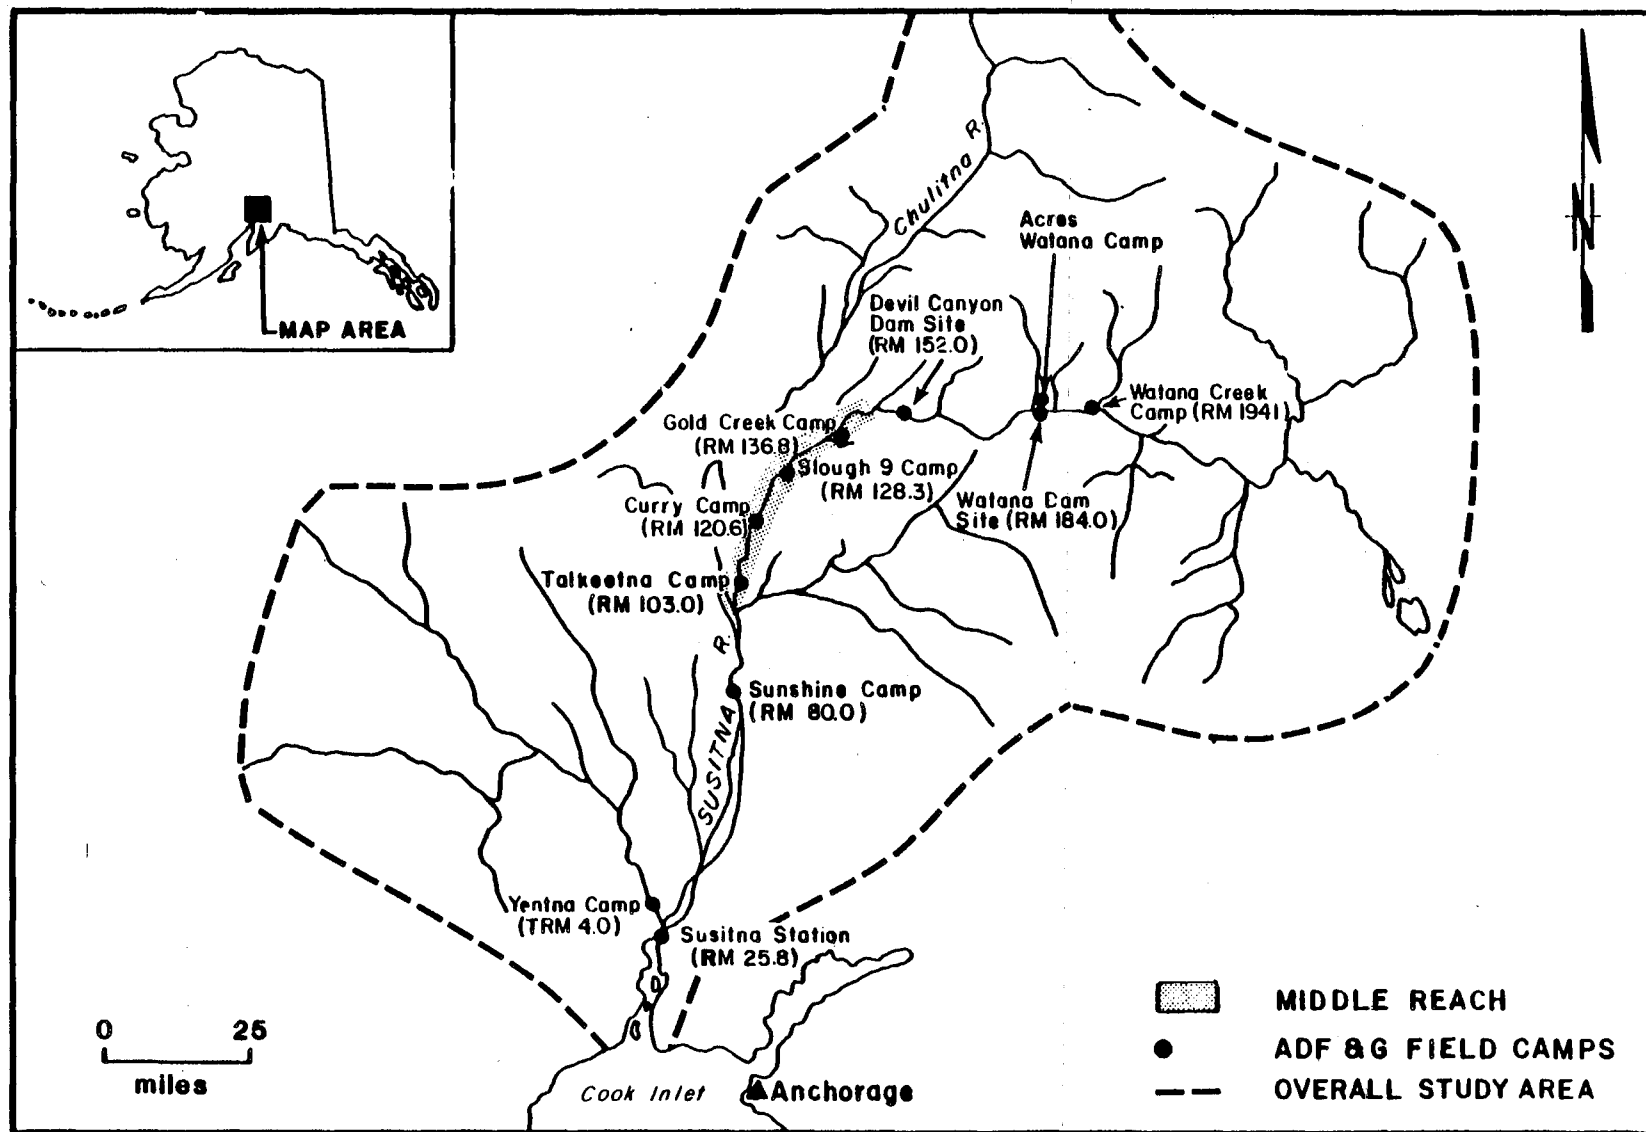 MAP AREA
Chulitna R.
Acres
Watana Camp
Devil Canyon
Dam Site
(RM 152.0)
Watana Creek
Camp (RM 194.1)
Gold Creek Camp
(RM 136.8)
Slough 9 Camp
(RM 128.3)
Watana Dam
Site (RM 184.0)
Curry Camp
(RM 120.6)
Talkeetna Camp
(RM 103.0)
SUSITNA R.
Sunshine Camp
(RM 80.0)
Yentna Camp
(TRM 4.0)
Susitna Station
(RM 25.8)
N
0 25
miles
Cook Inlet
Anchorage
MIDDLE REACH
ADF &G FIELD CAMPS
OVERALL STUDY AREA